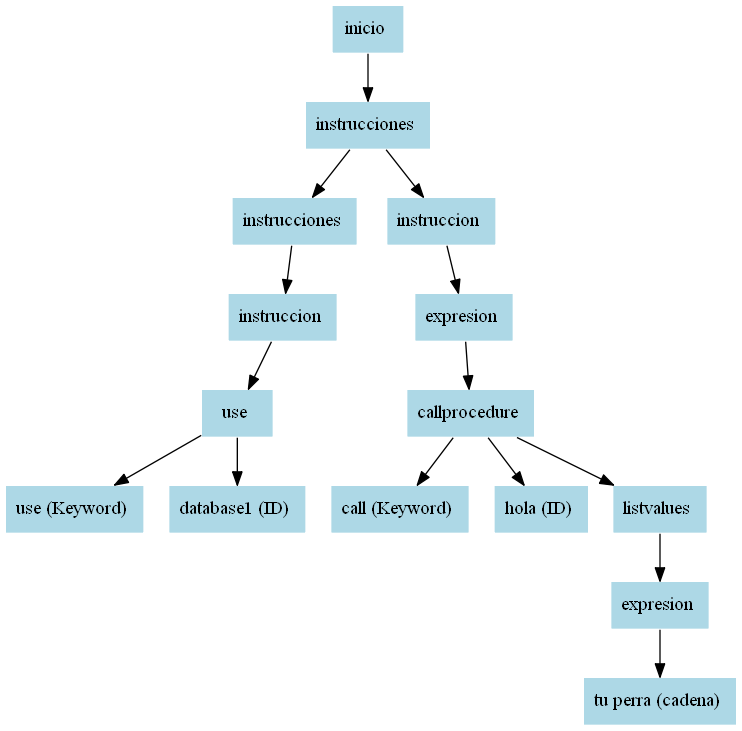 inicio
instrucciones
instrucciones
instruccion
instruccion
expresion
use
callprocedure
use (Keyword)
database1 (ID)
call (Keyword)
hola (ID)
listvalues
expresion
tu perra (cadena)